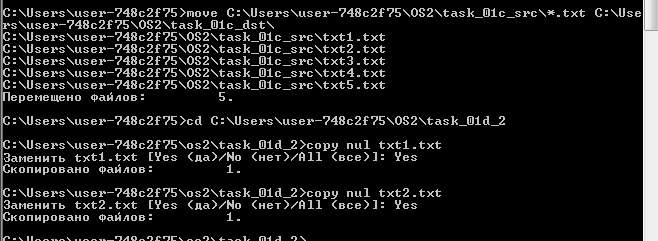 C:\Users\user-748c2f75>move C:\Users\user-748c2f75\OS2\task_01c_src\*.txt C:\Use
rs\user-748c2f75\OS2\task_01c_dst\
C:\Users\user-748c2f75\OS2\task_01c_src\txt1.txt
C:\Users\user-748c2f75\OS2\task_01c_src\txt2.txt
C:\Users\user-748c2f75\OS2\task_01c_src\txt3.txt
C:\Users\user-748c2f75\OS2\task_01c_src\txt4.txt
C:\Users\user-748c2f75\OS2\task_01c_src\txt5.txt
Перемещено файлов:         5.
C:\Users\user-748c2f75>cd C:\Users\user-748c2f75\OS2\task_01d_2
C:\Users\user-748c2f75\os2\task_01d_2>copy nul txt1.txt
Заменить txt1.txt [Yes (да)/No (нет)/All (все)]: Yes
Скопировано файлов:         1.
C:\Users\user-748c2f75\os2\task_01d_2>copy nul txt2.txt
Заменить txt2.txt [Yes (да)/No (нет)/All (все)]: Yes
Скопировано файлов:         1.
C:\Users\user-748c2f75\os2\task_01d_2\